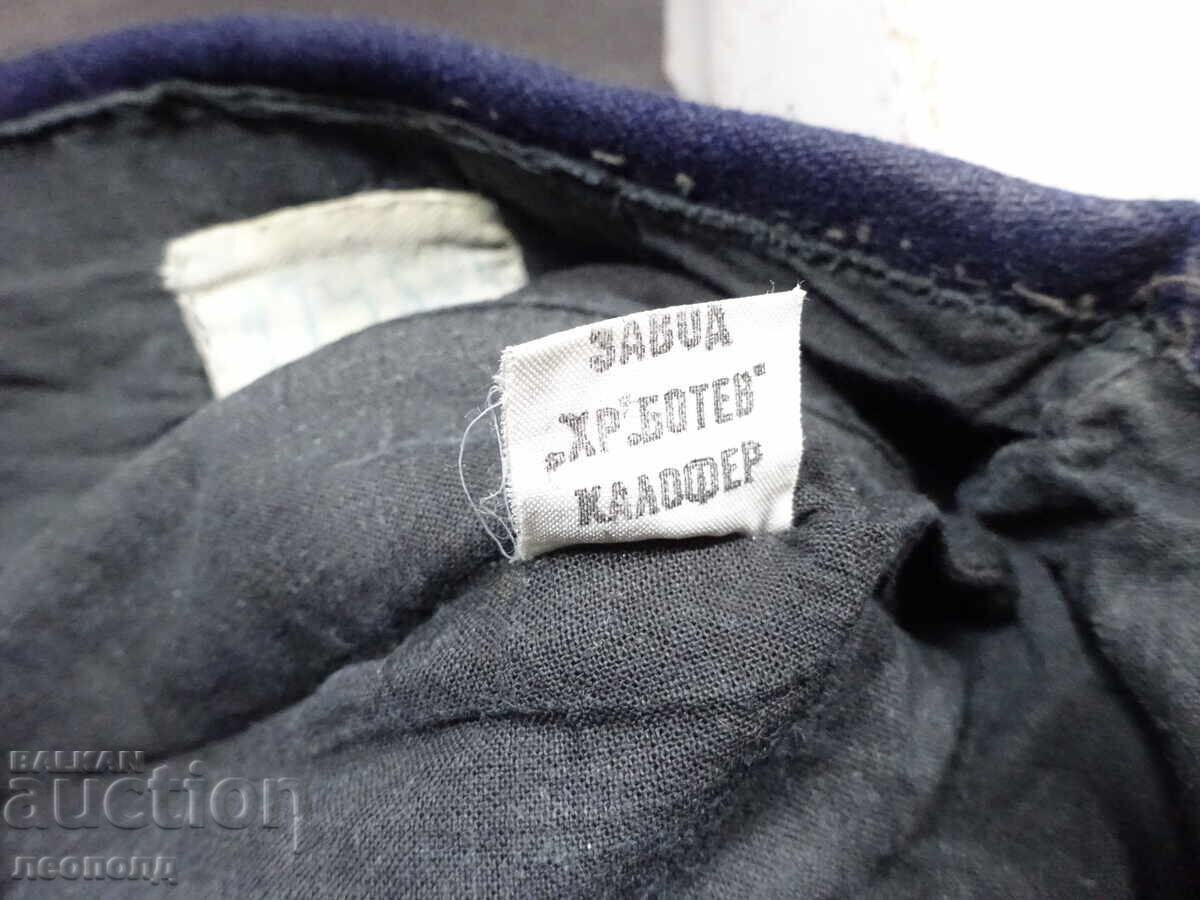 ЗАВОД
„ХР. БОТЕВ"
КАЛОФЕР
BALKAN
auction
леополд